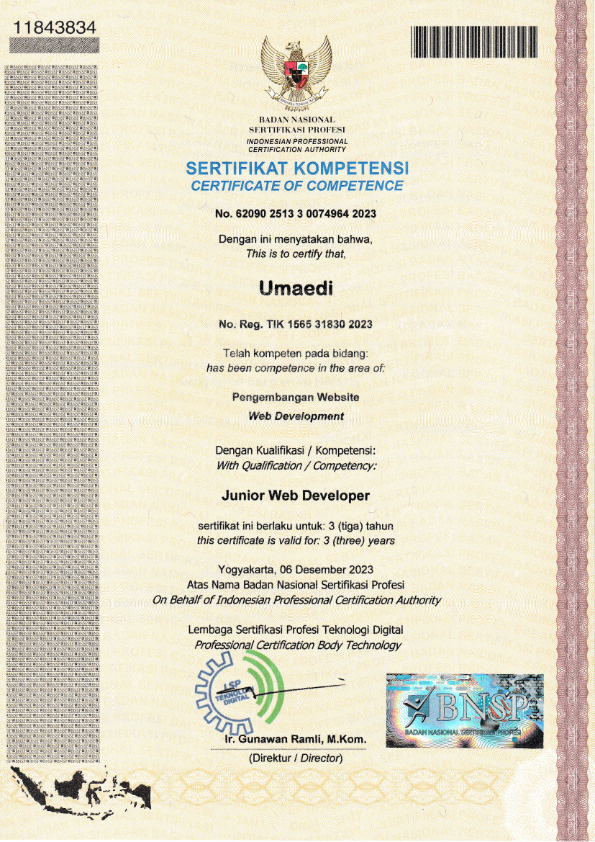 11843834
BADAN NASIONAL
SERTIFIKASI PROFESI
INDONESIAN PROFESSIONAL
CERTIFICATION AUTHORITY
SERTIFIKAT KOMPETENSI
CERTIFICATE OF COMPETENCE
No. 62090 2513 3 0074964 2023
Dengan ini menyatakan bahwa,
This is to certify that,
Umaedi
No. Reg. TIK 1565 31830 2023
Telah kompeten pada bidang:
has been competence in the area of:
Pengembangan Website
Web Development
Dengan Kualifikasi / Kompetensi:
With Qualification / Competency:
Junior Web Developer
sertifikat ini berlaku untuk: 3 (tiga) tahun
this certificate is valid for: 3 (three) years
Yogyakarta, 06 Desember 2023
Atas Nama Badan Nasional Sertifikasi Profesi
On Behalf of Indonesian Professional Certification Authority
Lembaga Sertifikasi Profesi Teknologi Digital
Professional Certification Body Technology
LSP
TEKNOLOGI
DIGITAL
BNSP
BADAN NASIONAL SERTIFIKASI PROFESI
Ir. Gunawan Ramli, M.Kom.
(Direktur / Director)